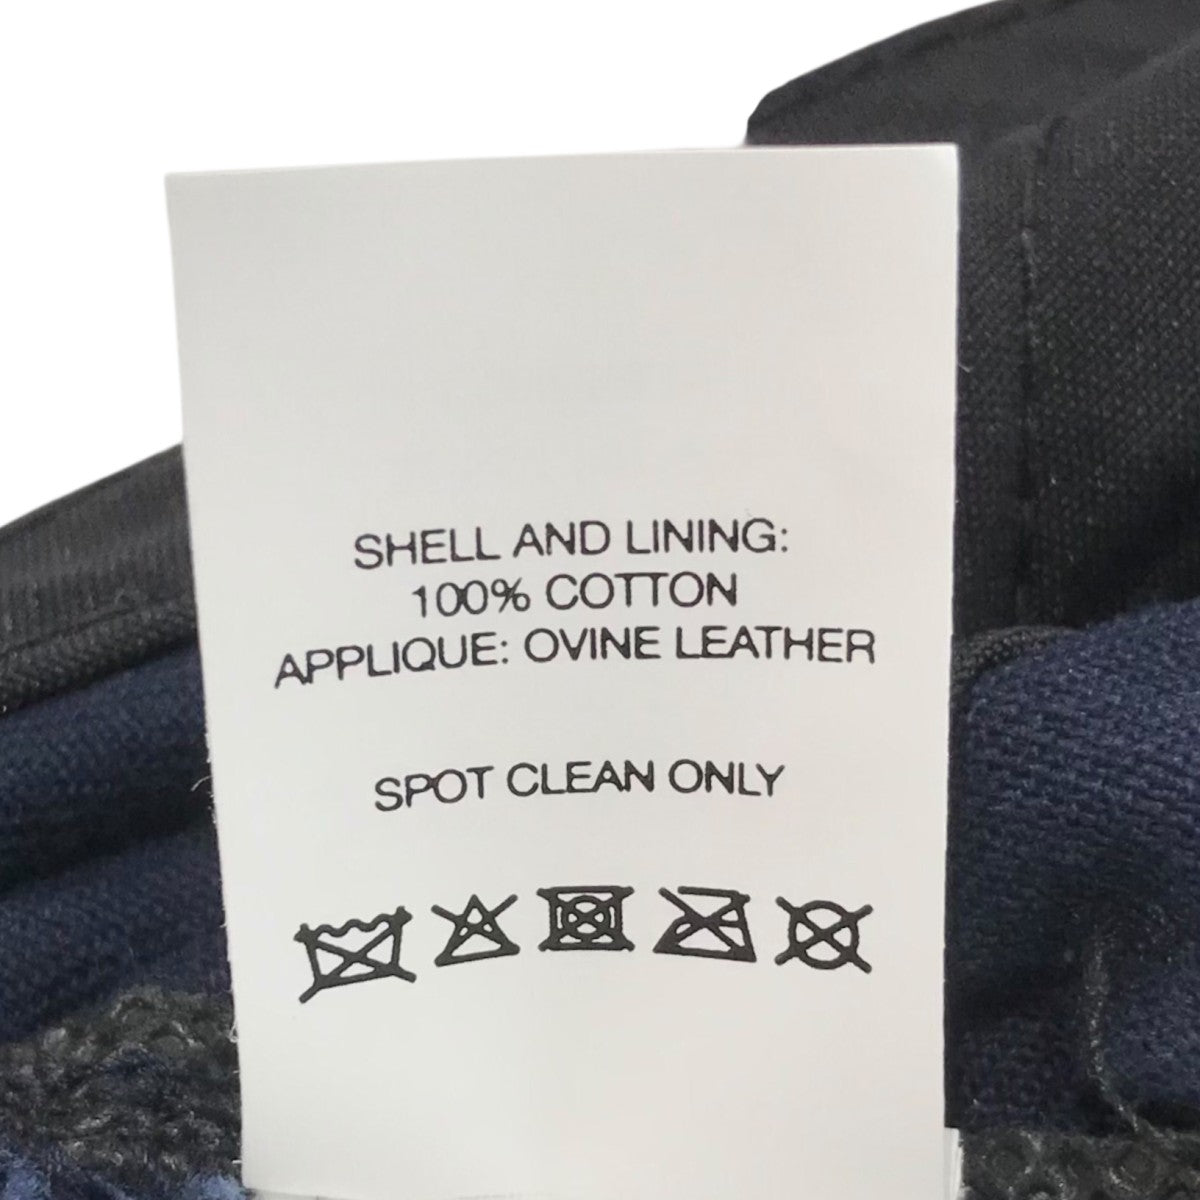 SHELL AND LINING:
100% COTTON
APPLIQUE: OVINE LEATHER
SPOT CLEAN ONLY